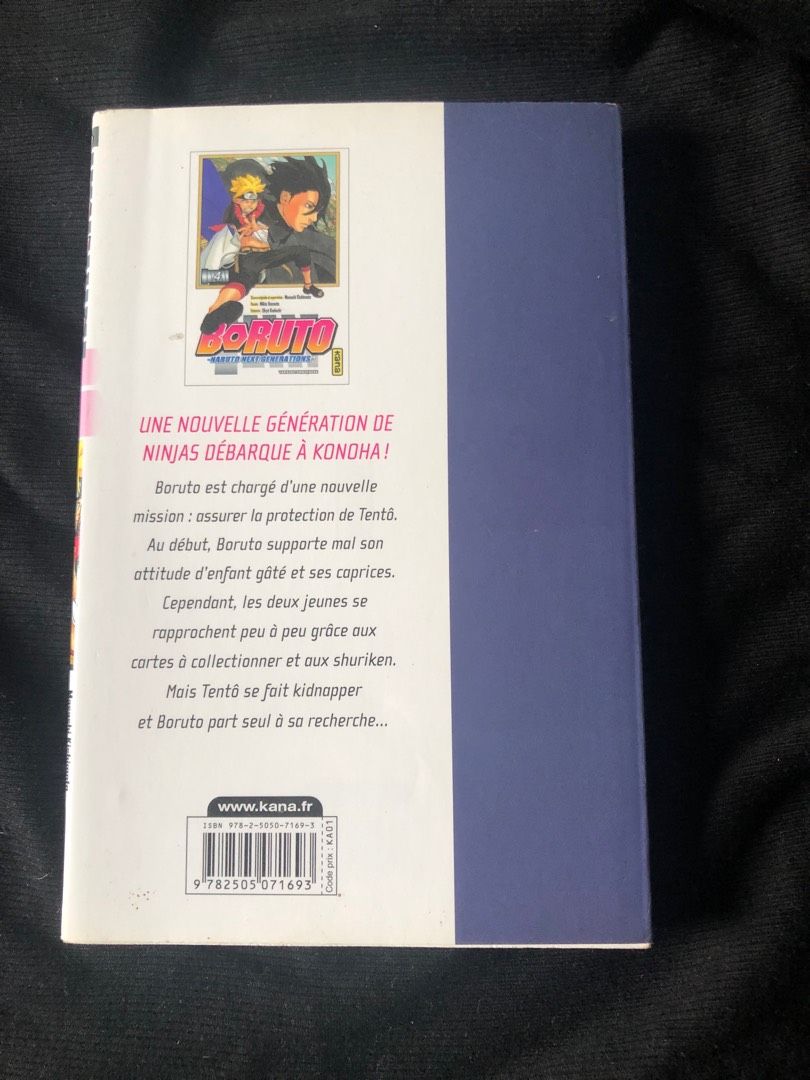 BORUTO
-NARUTO NEXT GENERATIONS-
KANA
UNE NOUVELLE GÉNÉRATION DE
NINJAS DÉBARQUE À KONOHA !
Boruto est chargé d'une nouvelle
mission : assurer la protection de Tentô.
Au début, Boruto supporte mal son
attitude d'enfant gâté et ses caprices.
Cependant, les deux jeunes se
rapprochent peu à peu grâce aux
cartes à collectionner et aux shuriken.
Mais Tentô se fait kidnapper
et Boruto part seul à sa recherche...
www.kana.fr
ISBN 978-2-5050-7169-3
9 782505 071693
Code prix : KA01